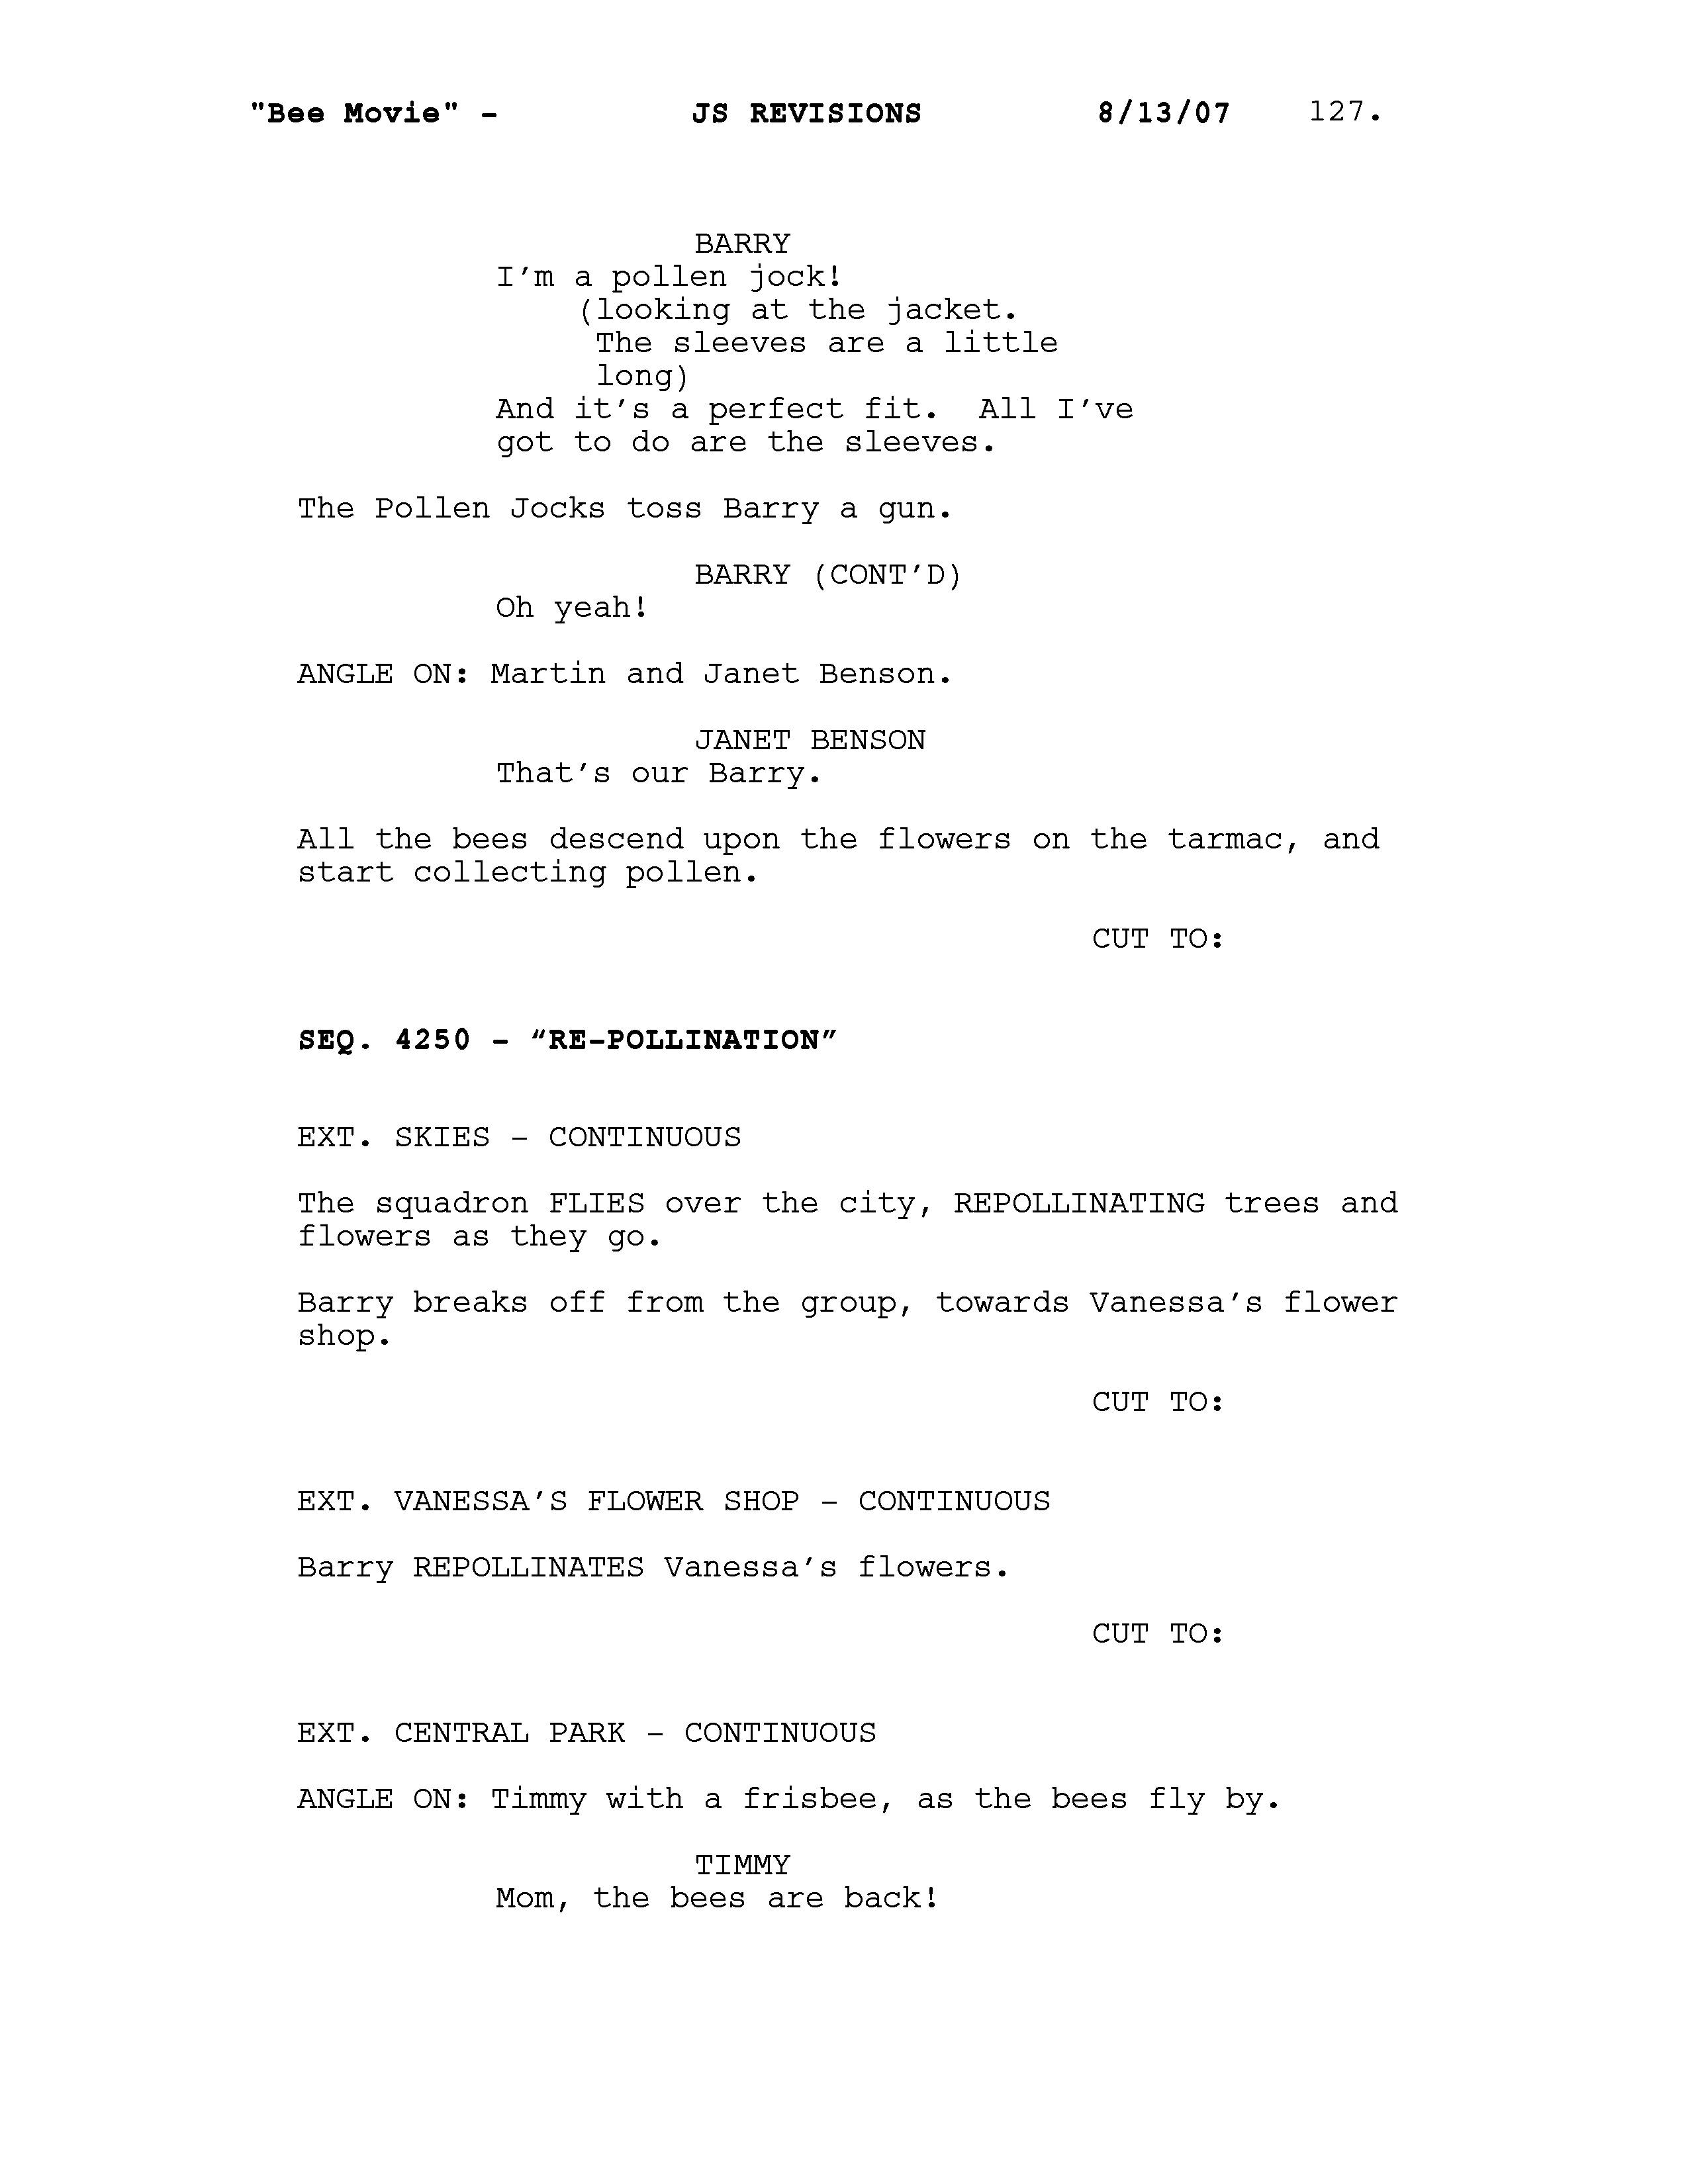 "Bee Movie" - JS REVISIONS 8/13/07 127.
BARRY
I’m a pollen jock!
(looking at the jacket.
The sleeves are a little
long)
And it’s a perfect fit.  All I’ve
got to do are the sleeves.
The Pollen Jocks toss Barry a gun.
BARRY (CONT’D)
Oh yeah!
ANGLE ON: Martin and Janet Benson.
JANET BENSON
That’s our Barry.
All the bees descend upon the flowers on the tarmac, and
start collecting pollen.
CUT TO:
SEQ. 4250 - “RE-POLLINATION”
EXT. SKIES - CONTINUOUS
The squadron FLIES over the city, REPOLLINATING trees and
flowers as they go.
Barry breaks off from the group, towards Vanessa’s flower
shop.
CUT TO:
EXT. VANESSA’S FLOWER SHOP - CONTINUOUS
Barry REPOLLINATES Vanessa’s flowers.
CUT TO:
EXT. CENTRAL PARK - CONTINUOUS
ANGLE ON: Timmy with a frisbee, as the bees fly by.
TIMMY
Mom, the bees are back!